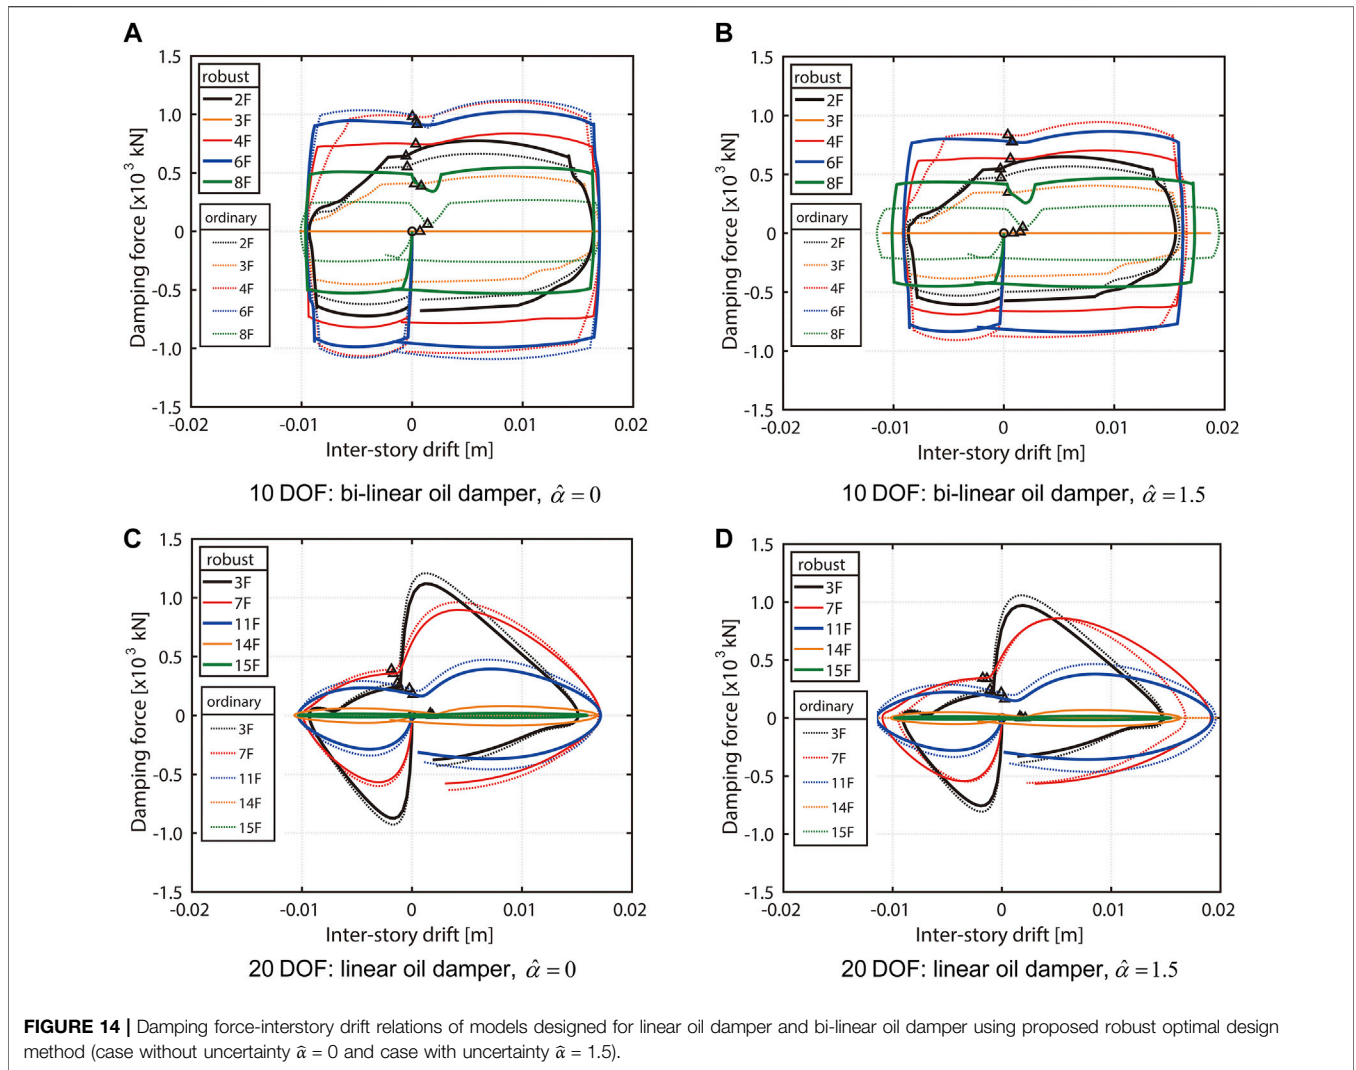 A
1.5
1.0
0.5
0
-0.5
-1.0
-1.5
-0.02
-0.01
0
0.01
0.02
Damping force [x10³ kN]
Inter-story drift [m]
robust
2F
3F
4F
6F
8F
ordinary
2F
3F
4F
6F
8F
10 DOF: bi-linear oil damper, α̂ = 0
B
1.5
1.0
0.5
0
-0.5
-1.0
-1.5
-0.02
-0.01
0
0.01
0.02
Damping force [x10³ kN]
Inter-story drift [m]
robust
2F
3F
4F
6F
8F
ordinary
2F
3F
4F
6F
8F
10 DOF: bi-linear oil damper, α̂ = 1.5
C
1.5
1.0
0.5
0
-0.5
-1.0
-1.5
-0.02
-0.01
0
0.01
0.02
Damping force [x10³ kN]
Inter-story drift [m]
robust
3F
7F
11F
14F
15F
ordinary
3F
7F
11F
14F
15F
20 DOF: linear oil damper, α̂ = 0
D
1.5
1.0
0.5
0
-0.5
-1.0
-1.5
-0.02
-0.01
0
0.01
0.02
Damping force [x10³ kN]
Inter-story drift [m]
robust
3F
7F
11F
14F
15F
ordinary
3F
7F
11F
14F
15F
20 DOF: linear oil damper, α̂ = 1.5
FIGURE 14 | Damping force-interstory drift relations of models designed for linear oil damper and bi-linear oil damper using proposed robust optimal design
method (case without uncertainty α̂ = 0 and case with uncertainty α̂ = 1.5).